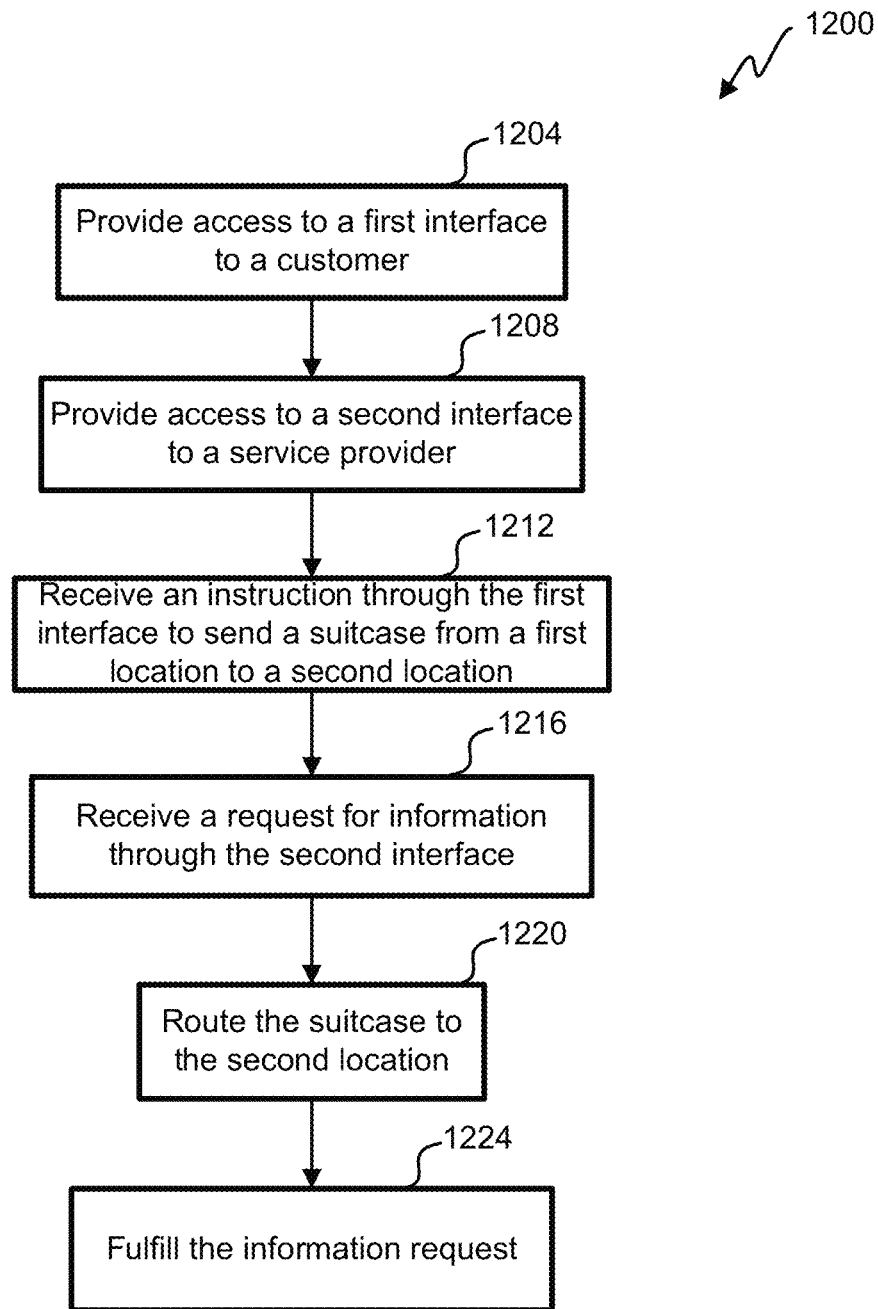 1200
1204
Provide access to a first interface
to a customer
1208
Provide access to a second interface
to a service provider
1212
Receive an instruction through the first
interface to send a suitcase from a first
location to a second location
1216
Receive a request for information
through the second interface
1220
Route the suitcase to
the second location
1224
Fulfill the information request